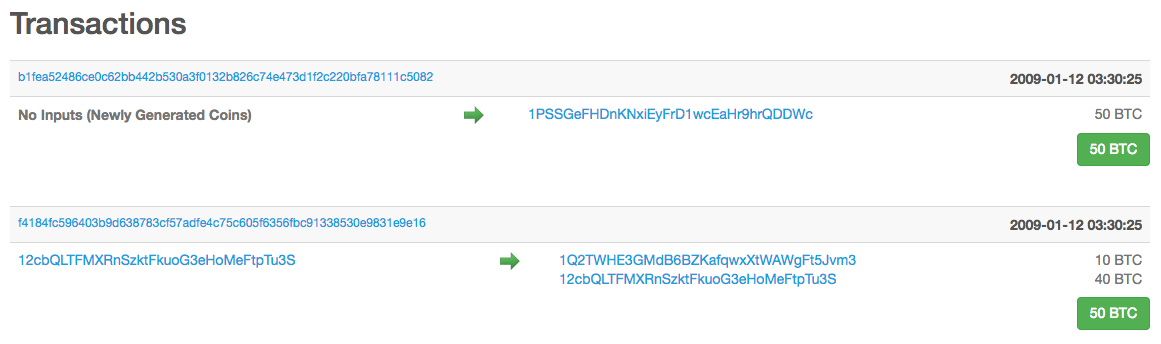 Transactions
b1fea52486ce0c62bb442b530a3f0132b826c74e473d1f2c220bfa78111c5082 2009-01-12 03:30:25
No Inputs (Newly Generated Coins) 1PSSGeFHDnKNxiEyFrD1wcEaHr9hrQDDWc 50 BTC
50 BTC
f4184fc596403b9d638783cf57adfe4c75c605f6356fbc91338530e9831e9e16 2009-01-12 03:30:25
12cbQLTFMXRnSzktFkuoG3eHoMeFtpTu3S 1Q2TWHE3GMdB6BZKafqwxXtWAWgFt5Jvm3 10 BTC
12cbQLTFMXRnSzktFkuoG3eHoMeFtpTu3S 40 BTC
50 BTC